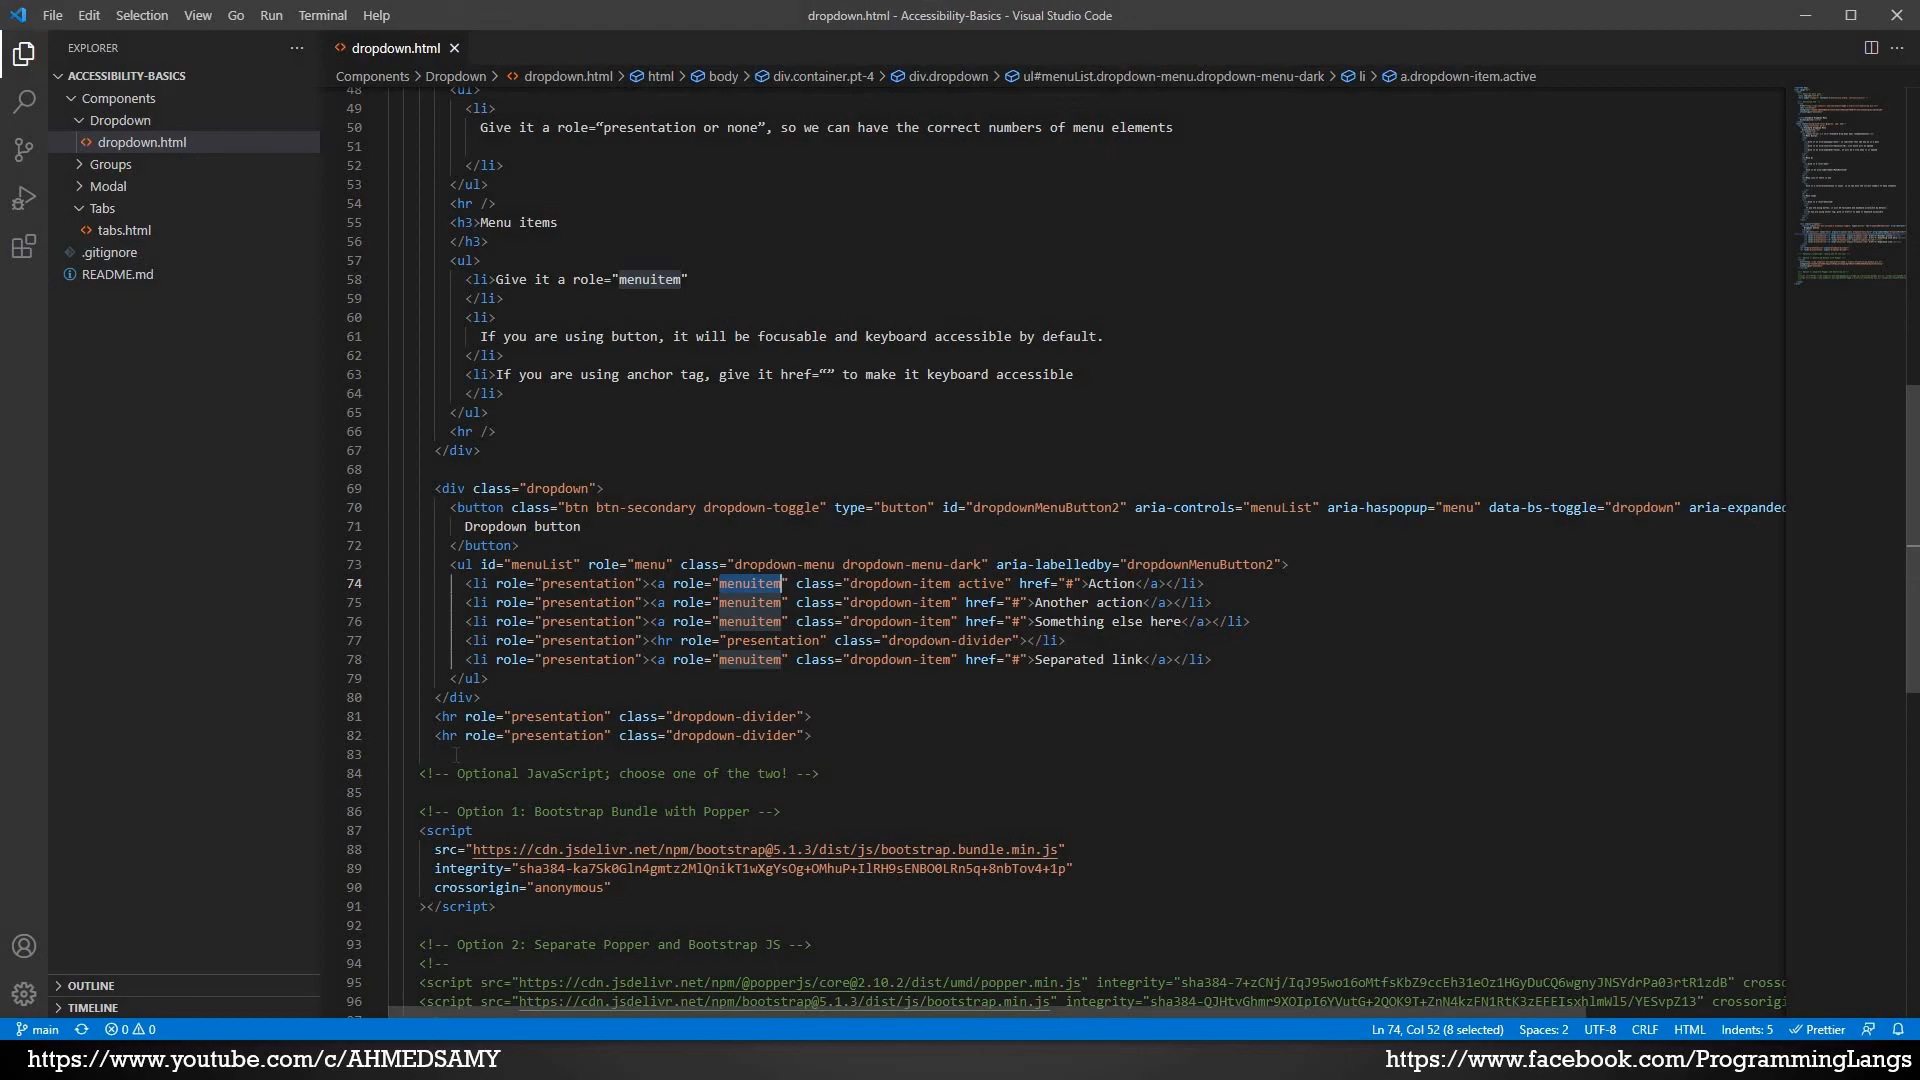 File Edit Selection View Go Run Terminal Help
dropdown.html - Accessibility-Basics - Visual Studio Code
EXPLORER
ACCESSIBILITY-BASICS
Components
Dropdown
dropdown.html
Groups
Modal
Tabs
tabs.html
.gitignore
README.md
OUTLINE
TIMELINE
dropdown.html
Components > Dropdown > dropdown.html > html > body > div.container.pt-4 > div.dropdown > ul#menuList.dropdown-menu.dropdown-menu-dark > li > a.dropdown-item.active
48 <ul>
49 <li>
50 Give it a role=“presentation or none”, so we can have the correct numbers of menu elements
51
52 </li>
53 </ul>
54 <hr />
55 <h3>Menu items
56 </h3>
57 <ul>
58 <li>Give it a role="menuitem"
59 </li>
60 <li>
61 If you are using button, it will be focusable and keyboard accessible by default.
62 </li>
63 <li>If you are using anchor tag, give it href=“” to make it keyboard accessible
64 </li>
65 </ul>
66 <hr />
67 </div>
68
69 <div class="dropdown">
70 <button class="btn btn-secondary dropdown-toggle" type="button" id="dropdownMenuButton2" aria-controls="menuList" aria-haspopup="menu" data-bs-toggle="dropdown" aria-expanded
71 Dropdown button
72 </button>
73 <ul id="menuList" role="menu" class="dropdown-menu dropdown-menu-dark" aria-labelledby="dropdownMenuButton2">
74 <li role="presentation"><a role="menuitem" class="dropdown-item active" href="#">Action</a></li>
75 <li role="presentation"><a role="menuitem" class="dropdown-item" href="#">Another action</a></li>
76 <li role="presentation"><a role="menuitem" class="dropdown-item" href="#">Something else here</a></li>
77 <li role="presentation"><hr role="presentation" class="dropdown-divider"></li>
78 <li role="presentation"><a role="menuitem" class="dropdown-item" href="#">Separated link</a></li>
79 </ul>
80 </div>
81 <hr role="presentation" class="dropdown-divider">
82 <hr role="presentation" class="dropdown-divider">
83
84 <!-- Optional JavaScript; choose one of the two! -->
85
86 <!-- Option 1: Bootstrap Bundle with Popper -->
87 <script
88 src="https://cdn.jsdelivr.net/npm/bootstrap@5.1.3/dist/js/bootstrap.bundle.min.js"
89 integrity="sha384-ka7Sk0Gln4gmtz2MlQnikT1wXgYsOg+OMhuP+IlRH9sENBO0LRn5q+8nbTov4+1p"
90 crossorigin="anonymous"
91 ></script>
92
93 <!-- Option 2: Separate Popper and Bootstrap JS -->
94 <!--
95 <script src="https://cdn.jsdelivr.net/npm/@popperjs/core@2.10.2/dist/umd/popper.min.js" integrity="sha384-7+zCNj/IqJ95wo16oMtfsKbZ9ccEh31eOz1HGyDuCQ6wgnyJNSYdrPa03rtR1zdB" crosso
96 <script src="https://cdn.jsdelivr.net/npm/bootstrap@5.1.3/dist/js/bootstrap.min.js" integrity="sha384-QJHtvGhmr9XOIpI6YVutG+2QOK9T+ZnN4kzFN1RtK3zEFEIsxhlmWl5/YESvpZ13" crossorigi
main 0 0 Ln 74, Col 52 (8 selected) Spaces: 2 UTF-8 CRLF HTML Indents: 5 Prettier
https://www.youtube.com/c/AHMEDSAMY https://www.facebook.com/ProgrammingLangs